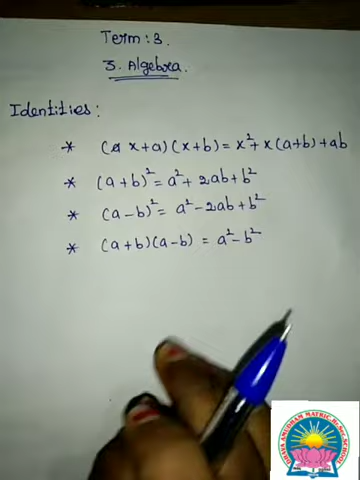 Term: 3.
3. Algebra.
Identities:
* (x+a)(x+b) = x²+x(a+b)+ab
* (a+b)² = a²+2ab+b²
* (a-b)² = a²-2ab+b²
* (a+b)(a-b) = a²-b²